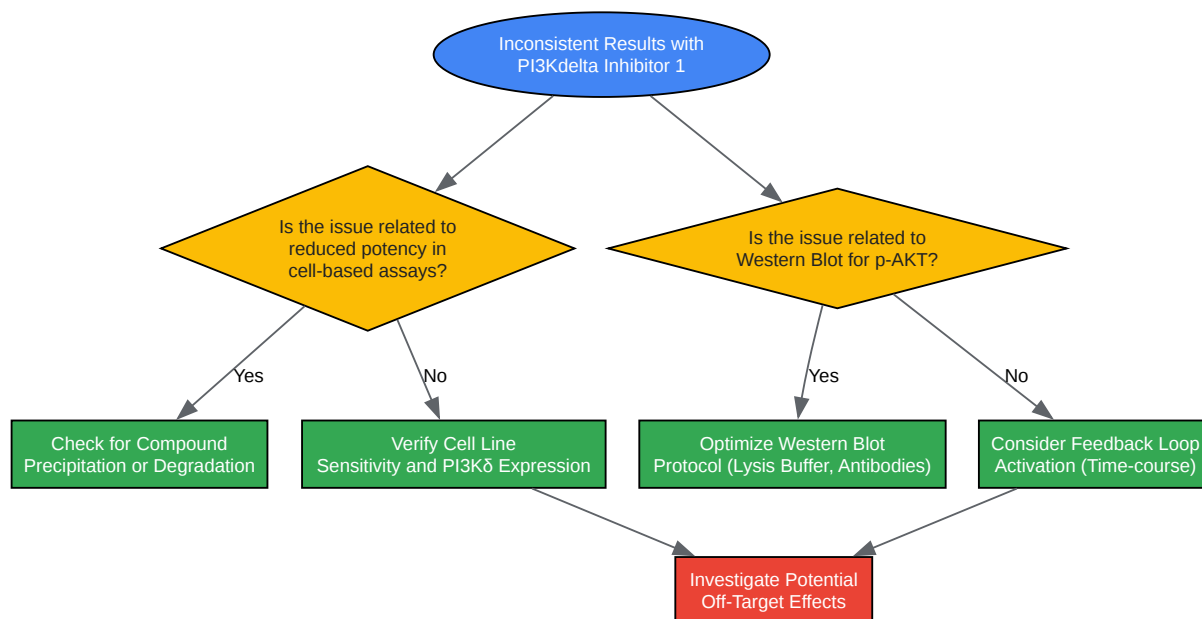 Inconsistent Results with
PI3Kdelta Inhibitor 1
Is the issue related to
reduced potency in
cell-based assays?
Is the issue related to
Western Blot for p-AKT?
Yes
No
Yes
No
Check for Compound
Precipitation or Degradation
Verify Cell Line
Sensitivity and PI3Kδ Expression
Optimize Western Blot
Protocol (Lysis Buffer, Antibodies)
Consider Feedback Loop
Activation (Time-course)
Investigate Potential
Off-Target Effects